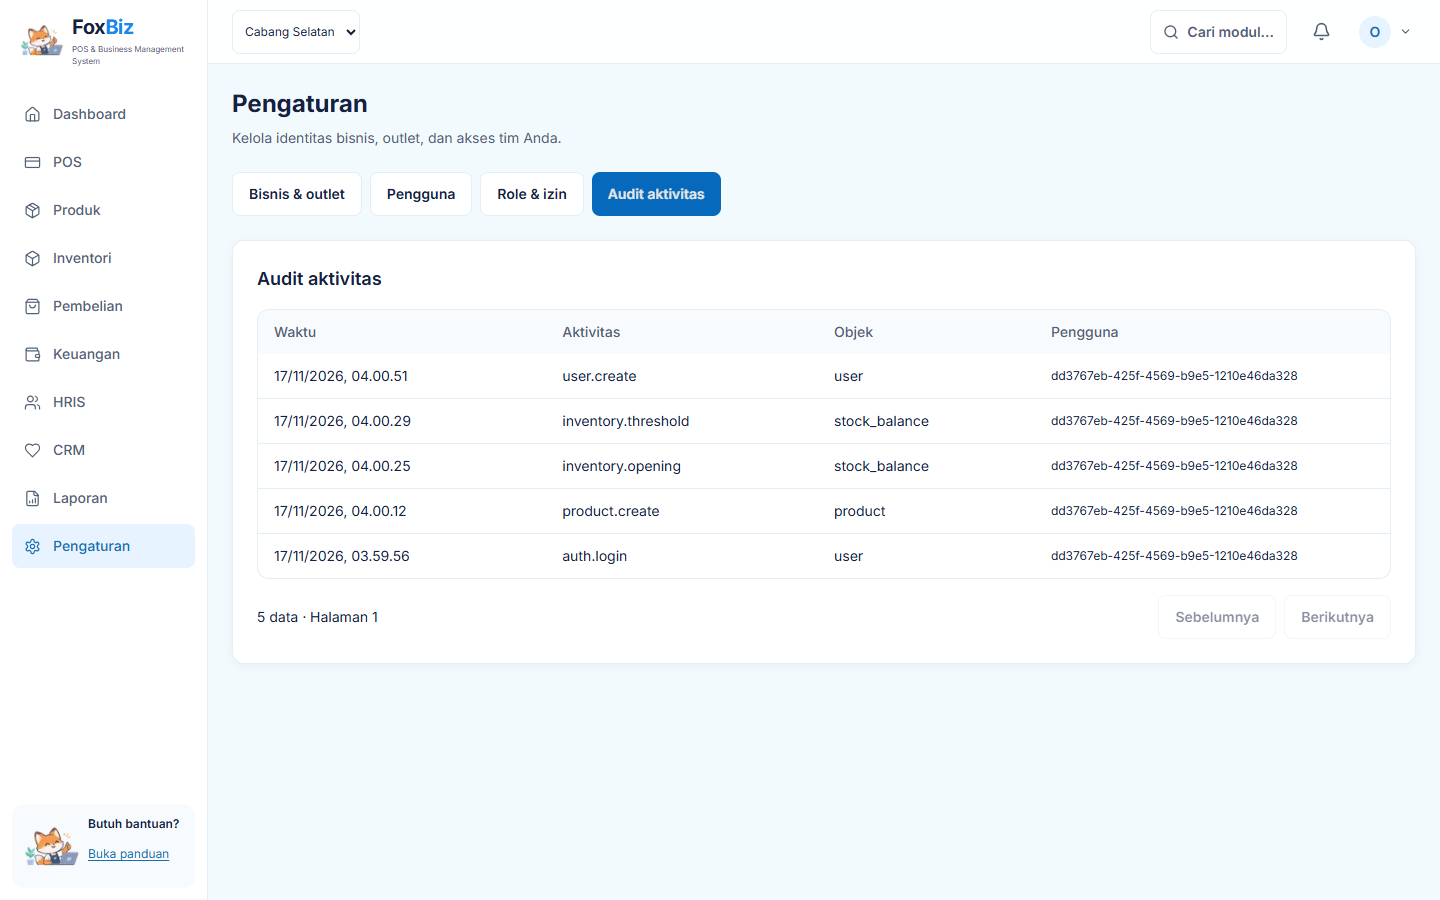 FoxBiz
POS & Business Management
System
Cabang Selatan
Cari modul...
O
Dashboard
POS
Produk
Inventori
Pembelian
Keuangan
HRIS
CRM
Laporan
Pengaturan
Butuh bantuan?
Buka panduan
Pengaturan
Kelola identitas bisnis, outlet, dan akses tim Anda.
Bisnis & outlet
Pengguna
Role & izin
Audit aktivitas
Audit aktivitas
Waktu Aktivitas Objek Pengguna
17/11/2026, 04.00.51 user.create user dd3767eb-425f-4569-b9e5-1210e46da328
17/11/2026, 04.00.29 inventory.threshold stock_balance dd3767eb-425f-4569-b9e5-1210e46da328
17/11/2026, 04.00.25 inventory.opening stock_balance dd3767eb-425f-4569-b9e5-1210e46da328
17/11/2026, 04.00.12 product.create product dd3767eb-425f-4569-b9e5-1210e46da328
17/11/2026, 03.59.56 auth.login user dd3767eb-425f-4569-b9e5-1210e46da328
5 data · Halaman 1
Sebelumnya
Berikutnya